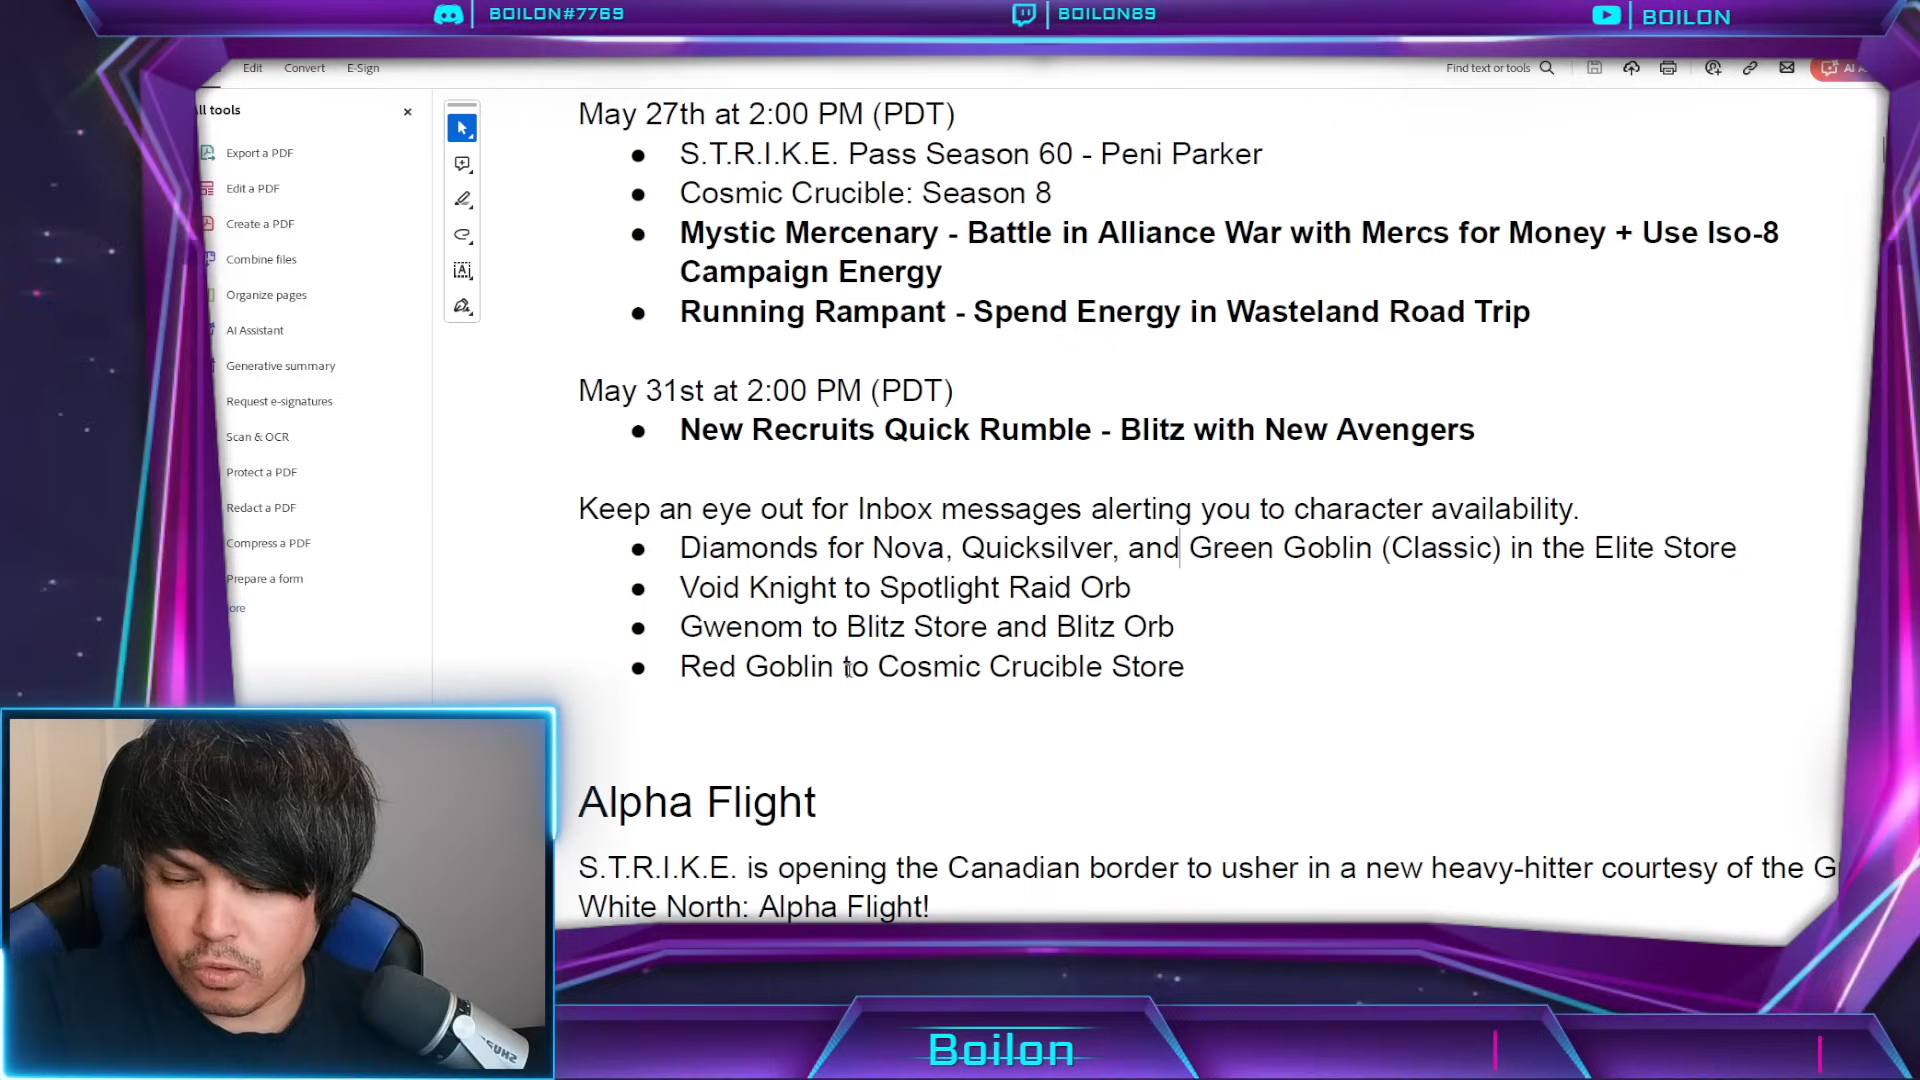 BOILON#7769
BOILON89
BOILON
Edit
Convert
E-Sign
Find text or tools
All tools
Export a PDF
Edit a PDF
Create a PDF
Combine files
Organize pages
AI Assistant
Generative summary
Request e-signatures
Scan & OCR
Protect a PDF
Redact a PDF
Compress a PDF
Prepare a form
May 27th at 2:00 PM (PDT)
● S.T.R.I.K.E. Pass Season 60 - Peni Parker
● Cosmic Crucible: Season 8
● Mystic Mercenary - Battle in Alliance War with Mercs for Money + Use Iso-8
Campaign Energy
● Running Rampant - Spend Energy in Wasteland Road Trip
May 31st at 2:00 PM (PDT)
● New Recruits Quick Rumble - Blitz with New Avengers
Keep an eye out for Inbox messages alerting you to character availability.
● Diamonds for Nova, Quicksilver, and Green Goblin (Classic) in the Elite Store
● Void Knight to Spotlight Raid Orb
● Gwenom to Blitz Store and Blitz Orb
● Red Goblin to Cosmic Crucible Store
Alpha Flight
S.T.R.I.K.E. is opening the Canadian border to usher in a new heavy-hitter courtesy of the
White North: Alpha Flight!
SHURE
Boilon